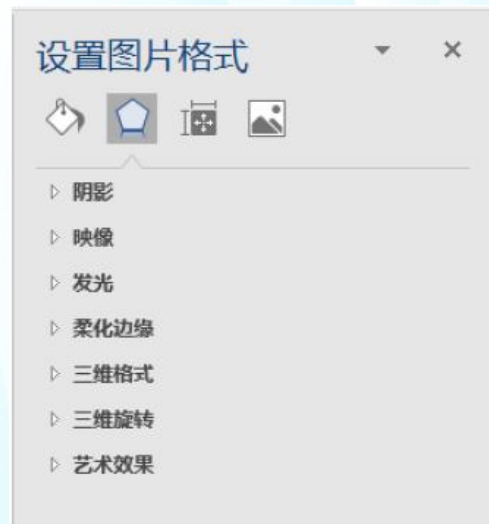 设置图片格式
阴影
映像
发光
柔化边缘
三维格式
三维旋转
艺术效果